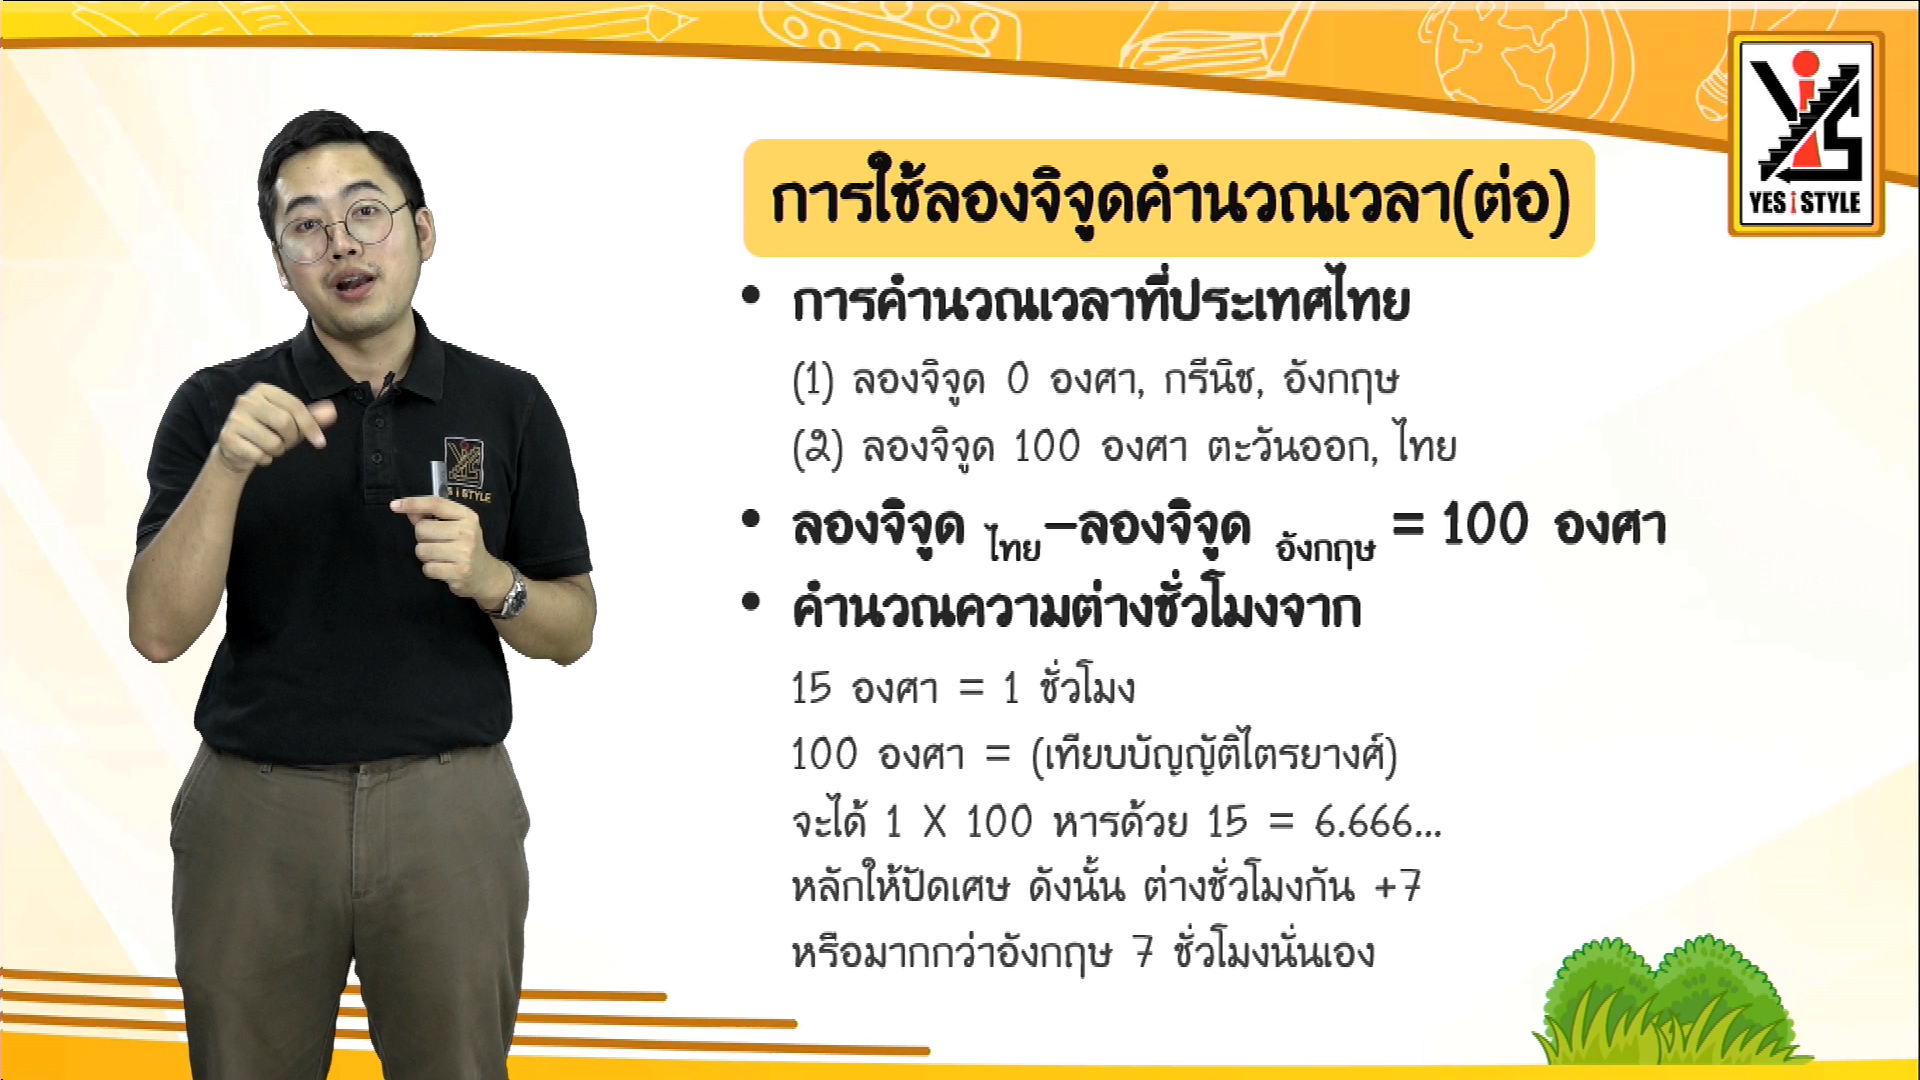 YES i STYLE
การใช้ลองจิจูดคำนวณเวลา(ต่อ)
• การคำนวณเวลาที่ประเทศไทย
(1) ลองจิจูด 0 องศา, กรีนิช, อังกฤษ
(2) ลองจิจูด 100 องศา ตะวันออก, ไทย
• ลองจิจูด ไทย–ลองจิจูด อังกฤษ = 100 องศา
• คำนวณความต่างชั่วโมงจาก
15 องศา = 1 ชั่วโมง
100 องศา = (เทียบบัญญัติไตรยางศ์)
จะได้ 1 X 100 หารด้วย 15 = 6.666...
หลักให้ปัดเศษ ดังนั้น ต่างชั่วโมงกัน +7
หรือมากกว่าอังกฤษ 7 ชั่วโมงนั่นเอง